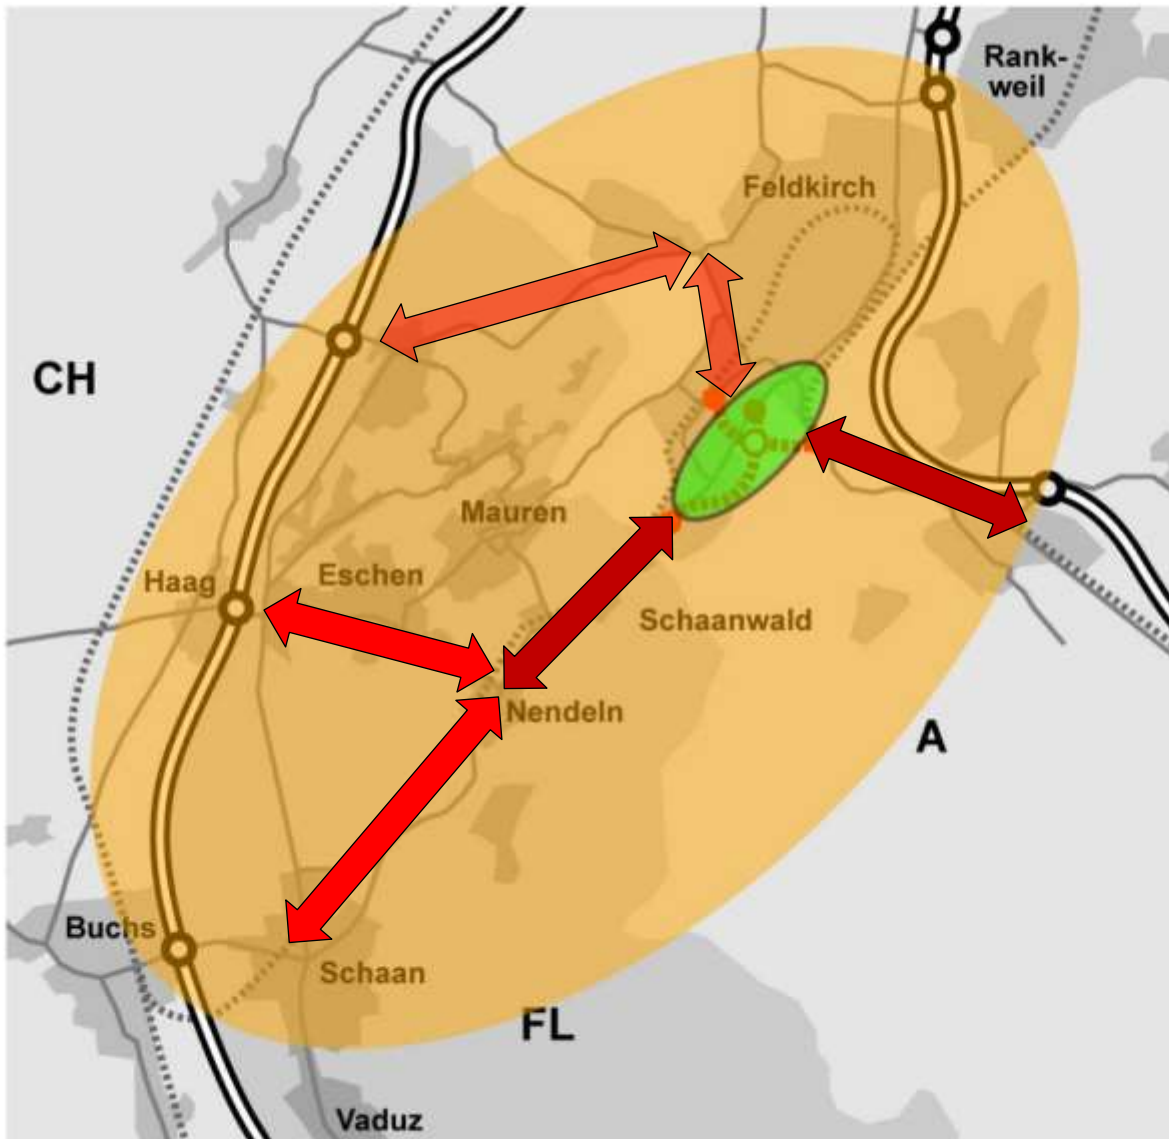 Rank-
weil
Feldkirch
CH
Mauren
Haag
Eschen
Schaanwald
Nendeln
A
Buchs
Schaan
FL
Vaduz